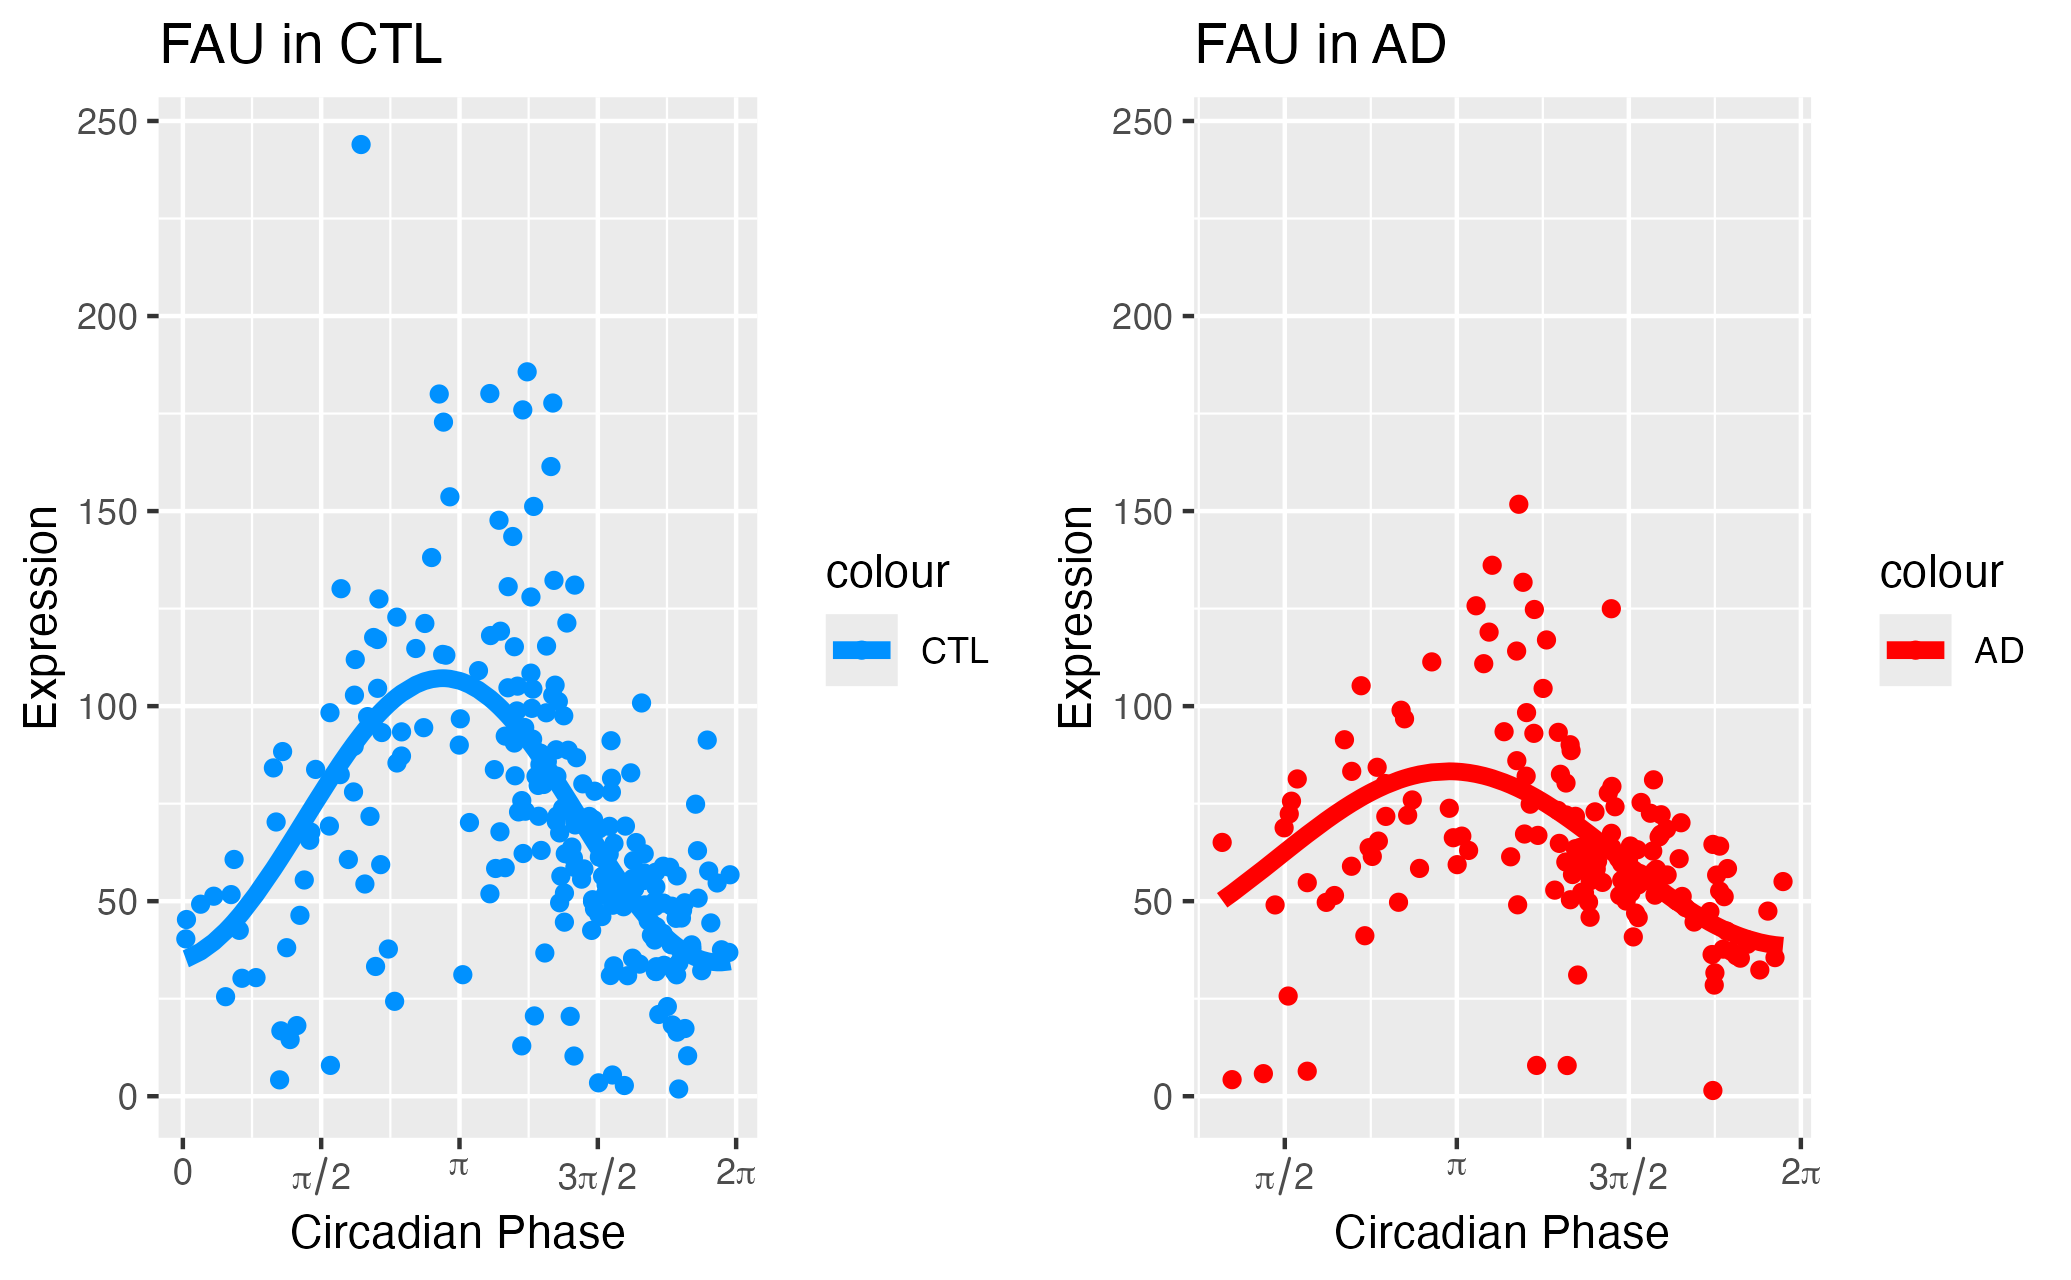 FAU in CTL
250
200
150
100
50
0
Expression
0
π/2
π
3π/2
2π
Circadian Phase
colour
CTL
FAU in AD
250
200
150
100
50
0
Expression
π/2
π
3π/2
2π
Circadian Phase
colour
AD